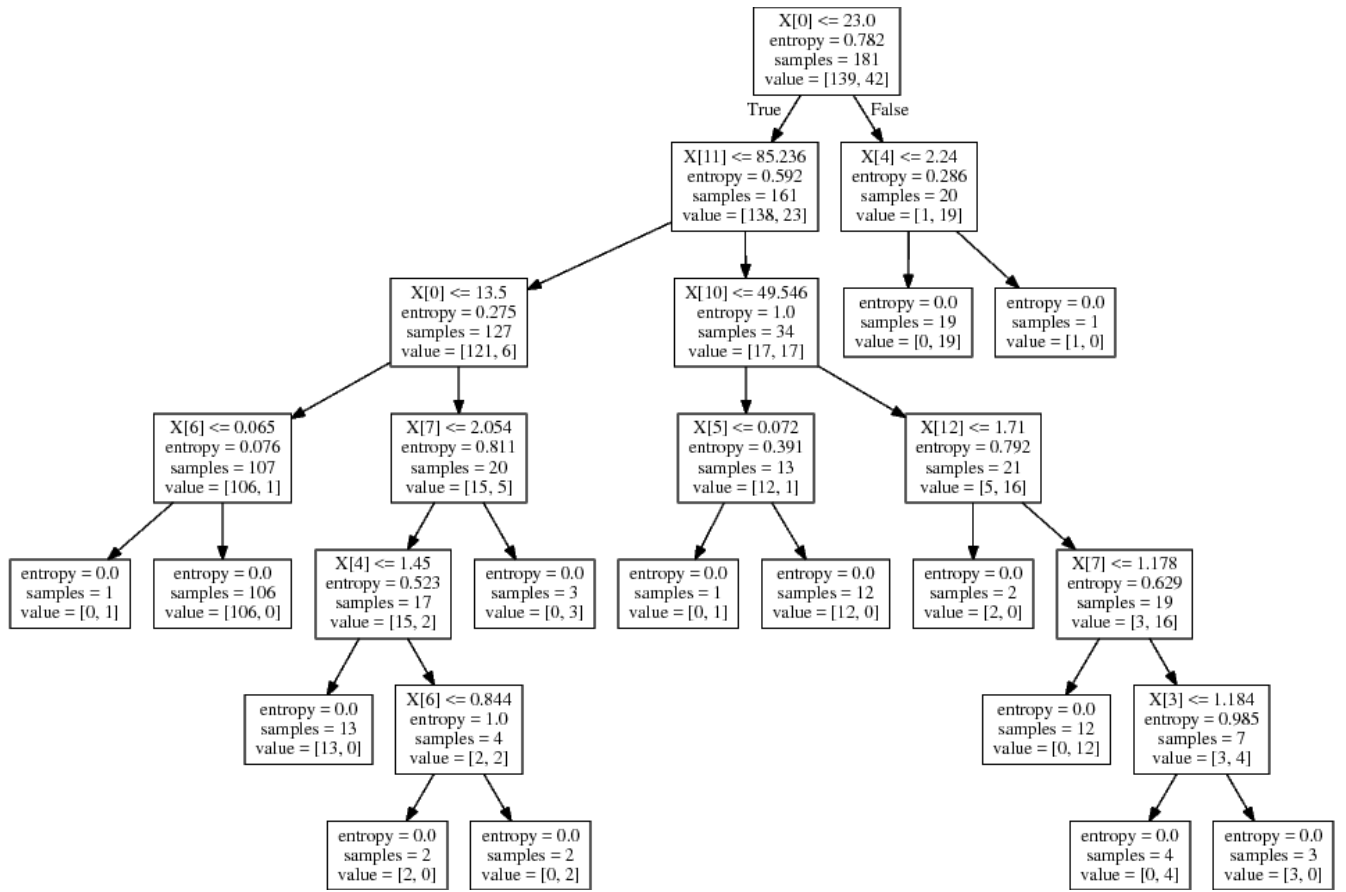 X[0] <= 23.0
entropy = 0.782
samples = 181
value = [139, 42]
True
False
X[11] <= 85.236
entropy = 0.592
samples = 161
value = [138, 23]
X[4] <= 2.24
entropy = 0.286
samples = 20
value = [1, 19]
X[0] <= 13.5
entropy = 0.275
samples = 127
value = [121, 6]
X[10] <= 49.546
entropy = 1.0
samples = 34
value = [17, 17]
entropy = 0.0
samples = 19
value = [0, 19]
entropy = 0.0
samples = 1
value = [1, 0]
X[6] <= 0.065
entropy = 0.076
samples = 107
value = [106, 1]
X[7] <= 2.054
entropy = 0.811
samples = 20
value = [15, 5]
X[5] <= 0.072
entropy = 0.391
samples = 13
value = [12, 1]
X[12] <= 1.71
entropy = 0.792
samples = 21
value = [5, 16]
entropy = 0.0
samples = 1
value = [0, 1]
entropy = 0.0
samples = 106
value = [106, 0]
X[4] <= 1.45
entropy = 0.523
samples = 17
value = [15, 2]
entropy = 0.0
samples = 3
value = [0, 3]
entropy = 0.0
samples = 1
value = [0, 1]
entropy = 0.0
samples = 12
value = [12, 0]
entropy = 0.0
samples = 2
value = [2, 0]
X[7] <= 1.178
entropy = 0.629
samples = 19
value = [3, 16]
entropy = 0.0
samples = 13
value = [13, 0]
X[6] <= 0.844
entropy = 1.0
samples = 4
value = [2, 2]
entropy = 0.0
samples = 12
value = [0, 12]
X[3] <= 1.184
entropy = 0.985
samples = 7
value = [3, 4]
entropy = 0.0
samples = 2
value = [2, 0]
entropy = 0.0
samples = 2
value = [0, 2]
entropy = 0.0
samples = 4
value = [0, 4]
entropy = 0.0
samples = 3
value = [3, 0]